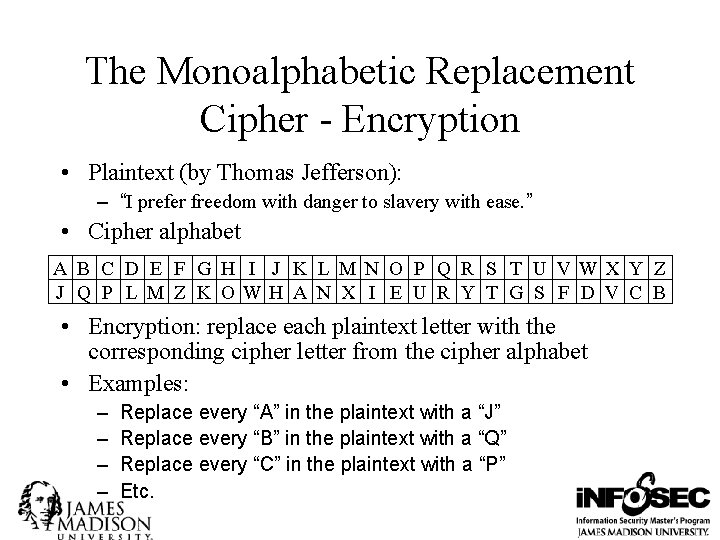 The Monoalphabetic Replacement
Cipher - Encryption
• Plaintext (by Thomas Jefferson):
– “I prefer freedom with danger to slavery with ease.”
• Cipher alphabet
A B C D E F G H I J K L M N O P Q R S T U V W X Y Z
J Q P L M Z K O W H A N X I E U R Y T G S F D V C B
• Encryption: replace each plaintext letter with the
corresponding cipher letter from the cipher alphabet
• Examples:
– Replace every “A” in the plaintext with a “J”
– Replace every “B” in the plaintext with a “Q”
– Replace every “C” in the plaintext with a “P”
– Etc.
JAMES
MADISON
UNIVERSITY.
iNFOSEC
Information Security Master's Program
JAMES MADISON UNIVERSITY.